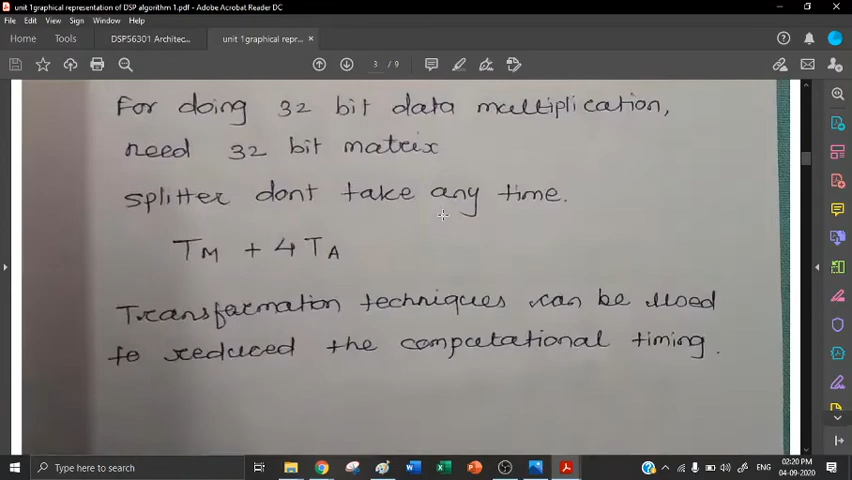 unit 1graphical representation of DSP algorithm 1.pdf - Adobe Acrobat Reader DC
File Edit View Sign Window Help
Home Tools DSP56301 Architec... unit 1graphical repr... ×
3 / 9
For doing 32 bit data multiplication,
need 32 bit matrix
splitter dont take any time.
TM + 4 TA
Transformation techniques can be used
to reduced the computational timing.
Type here to search
ENG
02:20 PM
04-09-2020